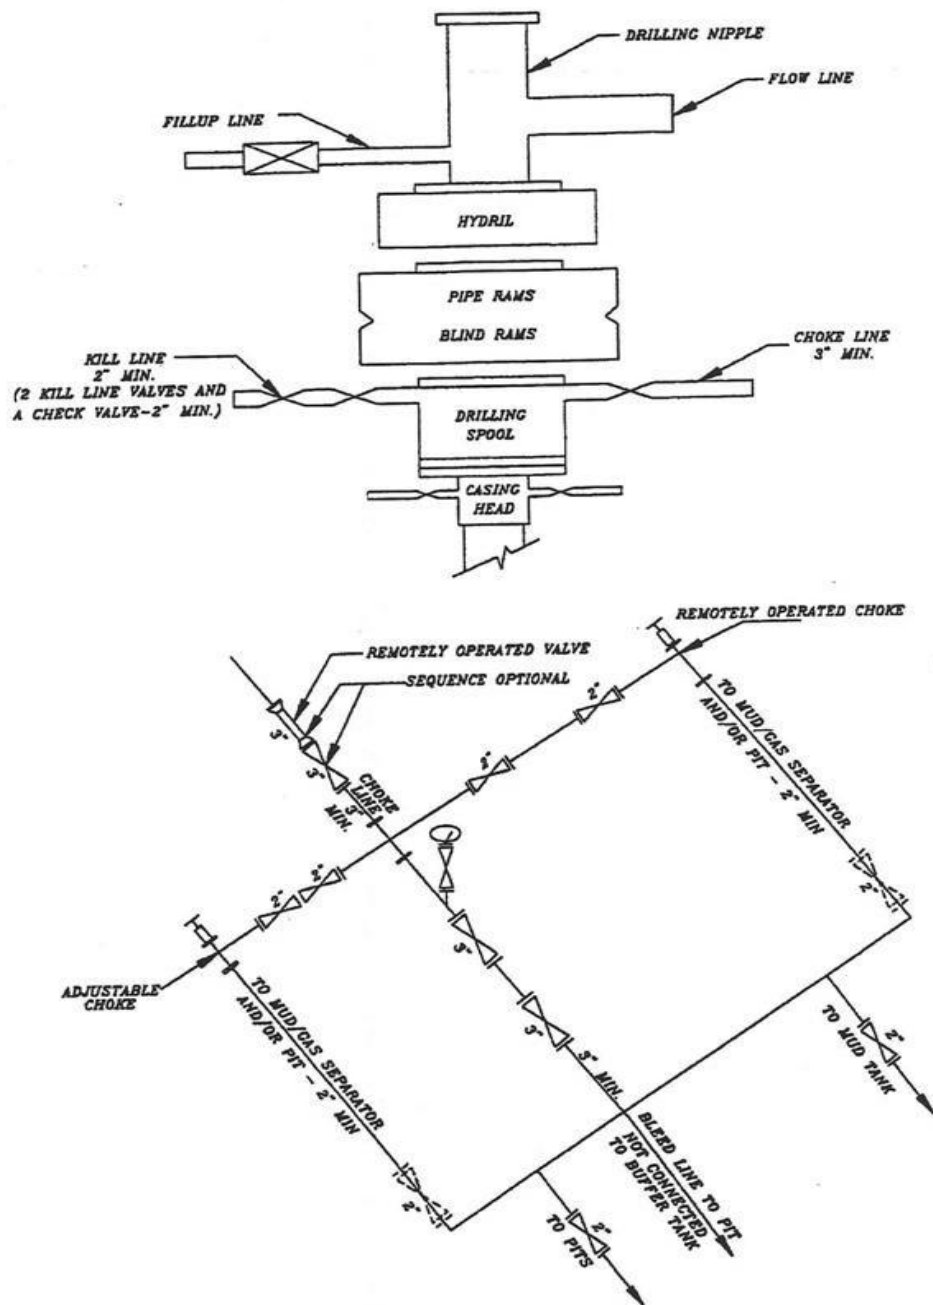 DRILLING NIPPLE
FLOW LINE
FILLUP LINE
HYDRIL
PIPE RAMS
BLIND RAMS
CHOKE LINE
3" MIN.
KILL LINE
2" MIN.
(2 KILL LINE VALVES AND
A CHECK VALVE-2" MIN.)
DRILLING
SPOOL
CASING
HEAD
REMOTELY OPERATED CHOKE
REMOTELY OPERATED VALVE
SEQUENCE OPTIONAL
3"
3"
CHOKE
LINE
3"
MIN.
2"
2"
TO MUD/GAS SEPARATOR
AND/OR PIT - 2" MIN
2"
2"
2"
3"
3"
3" MIN.
ADJUSTABLE
CHOKE
TO MUD/GAS SEPARATOR
AND/OR PIT - 2" MIN
2"
2"
TO MUD TANK
BLEED LINE TO PIT
NOT CONNECTED
TO BUFFER TANK
2"
TO PITS